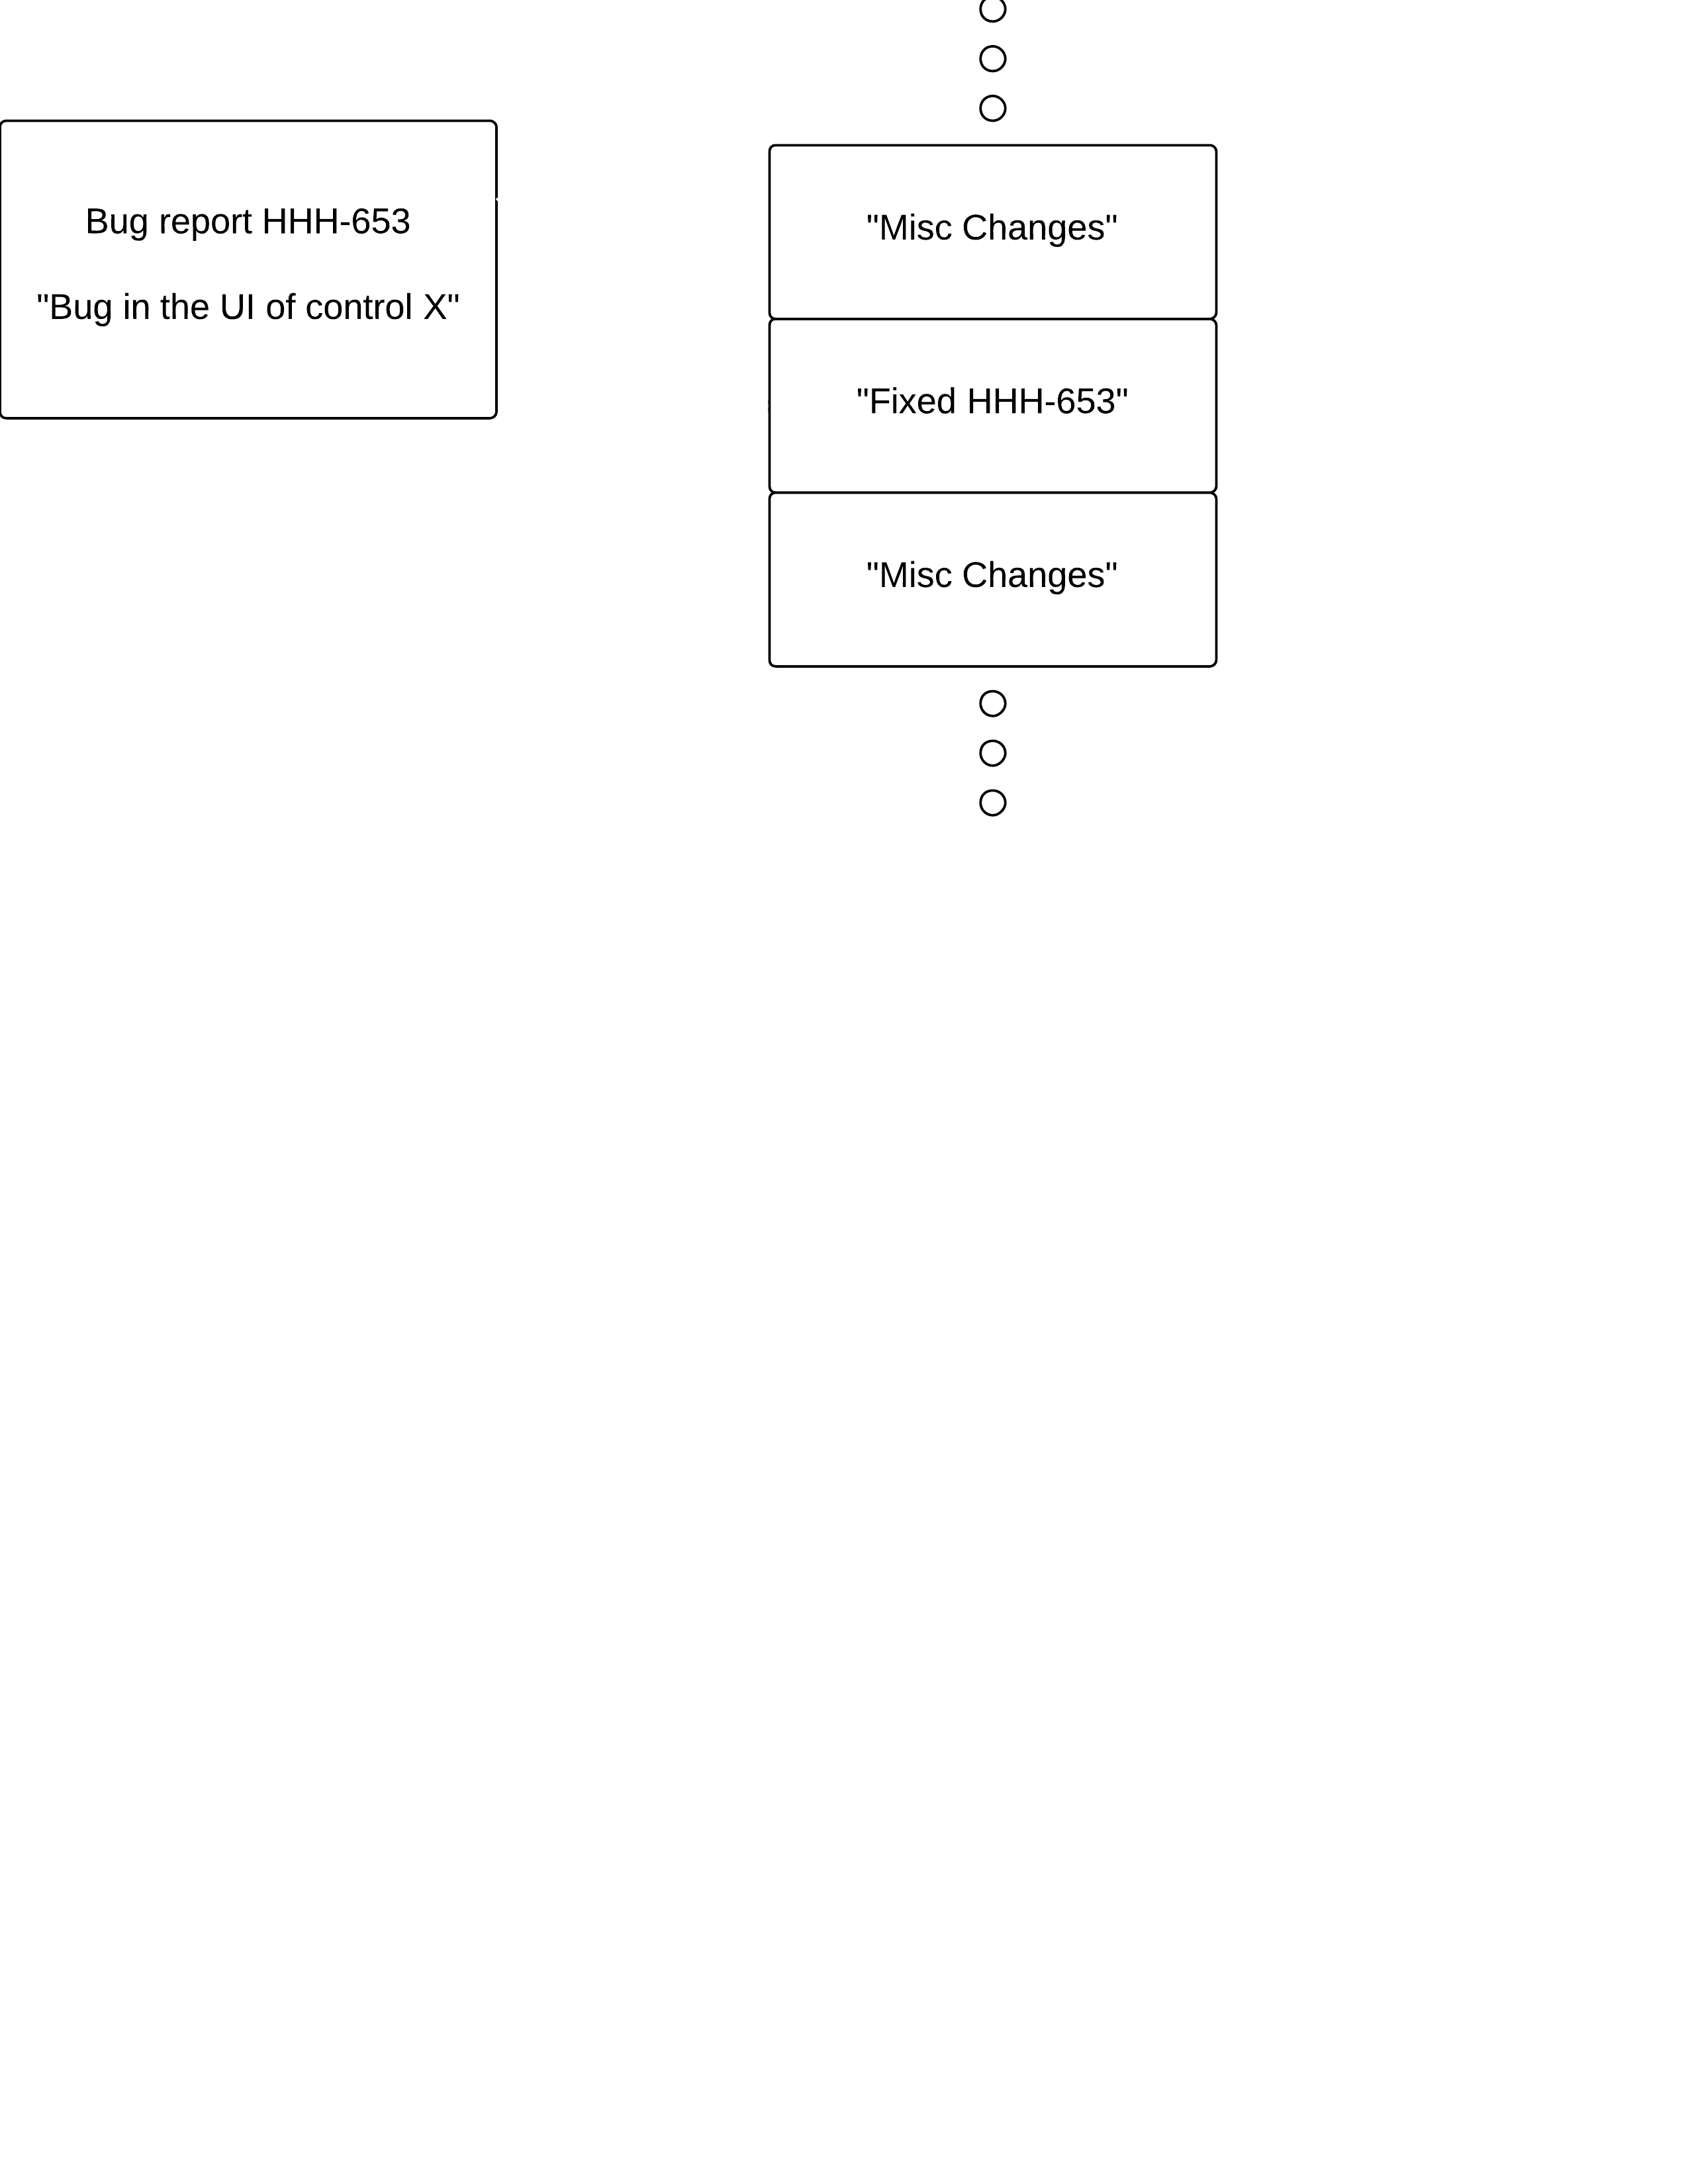 Bug report HHH-653
"Bug in the UI of control X"
"Misc Changes"
"Fixed HHH-653"
"Misc Changes"